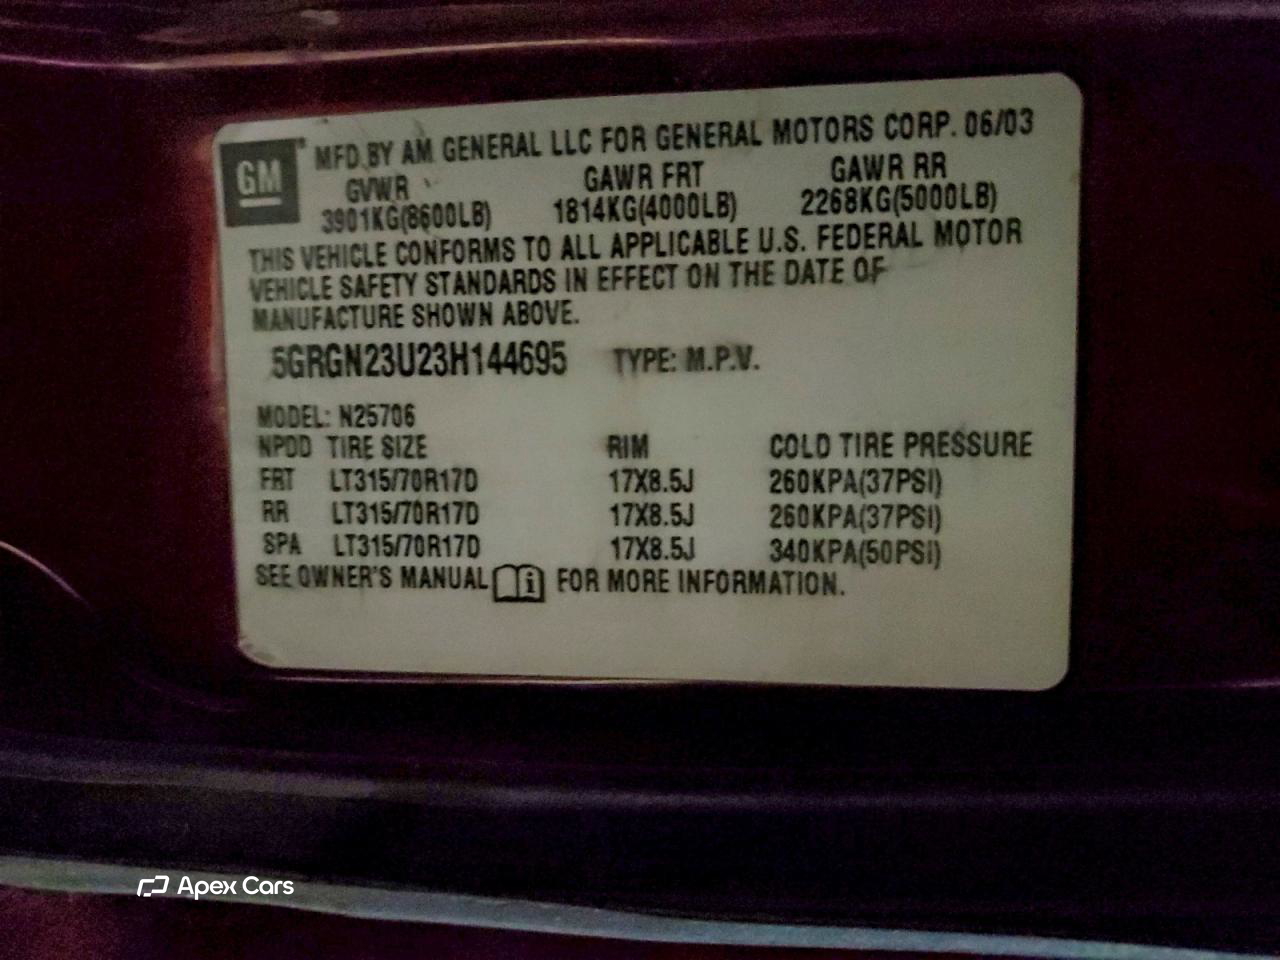 GM
MFD BY AM GENERAL LLC FOR GENERAL MOTORS CORP. 06/03
GVWR GAWR FRT GAWR RR
3901KG(8600LB) 1814KG(4000LB) 2268KG(5000LB)
THIS VEHICLE CONFORMS TO ALL APPLICABLE U.S. FEDERAL MOTOR
VEHICLE SAFETY STANDARDS IN EFFECT ON THE DATE OF
MANUFACTURE SHOWN ABOVE.
5GRGN23U23H144695 TYPE: M.P.V.
MODEL: N25706
NPDD TIRE SIZE RIM COLD TIRE PRESSURE
FRT LT315/70R17D 17X8.5J 260KPA(37PSI)
RR LT315/70R17D 17X8.5J 260KPA(37PSI)
SPA LT315/70R17D 17X8.5J 340KPA(50PSI)
SEE OWNER'S MANUAL i FOR MORE INFORMATION.
Apex Cars